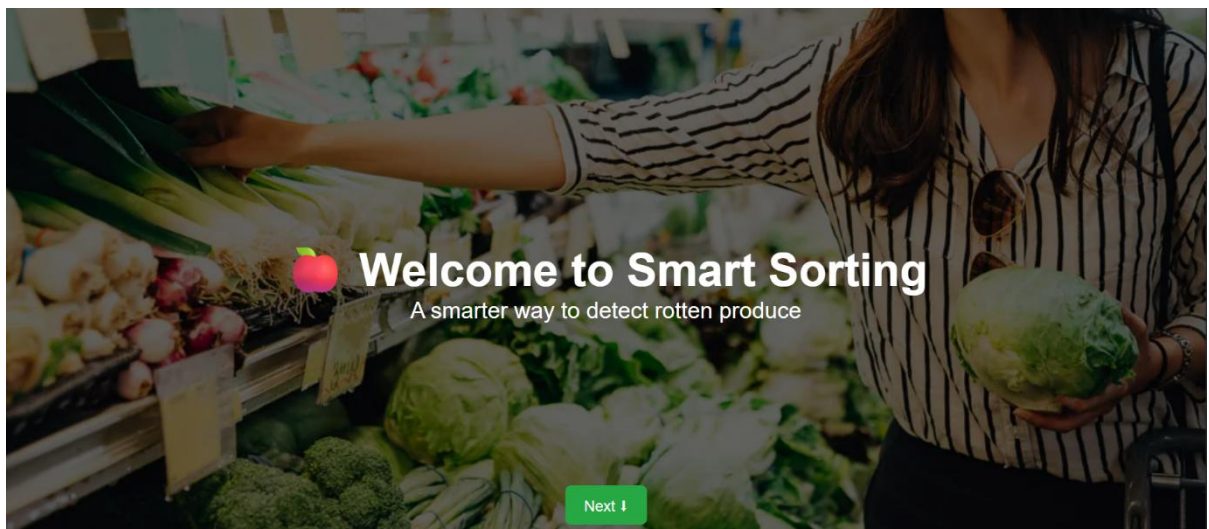 Welcome to Smart Sorting
A smarter way to detect rotten produce
Next ⬇